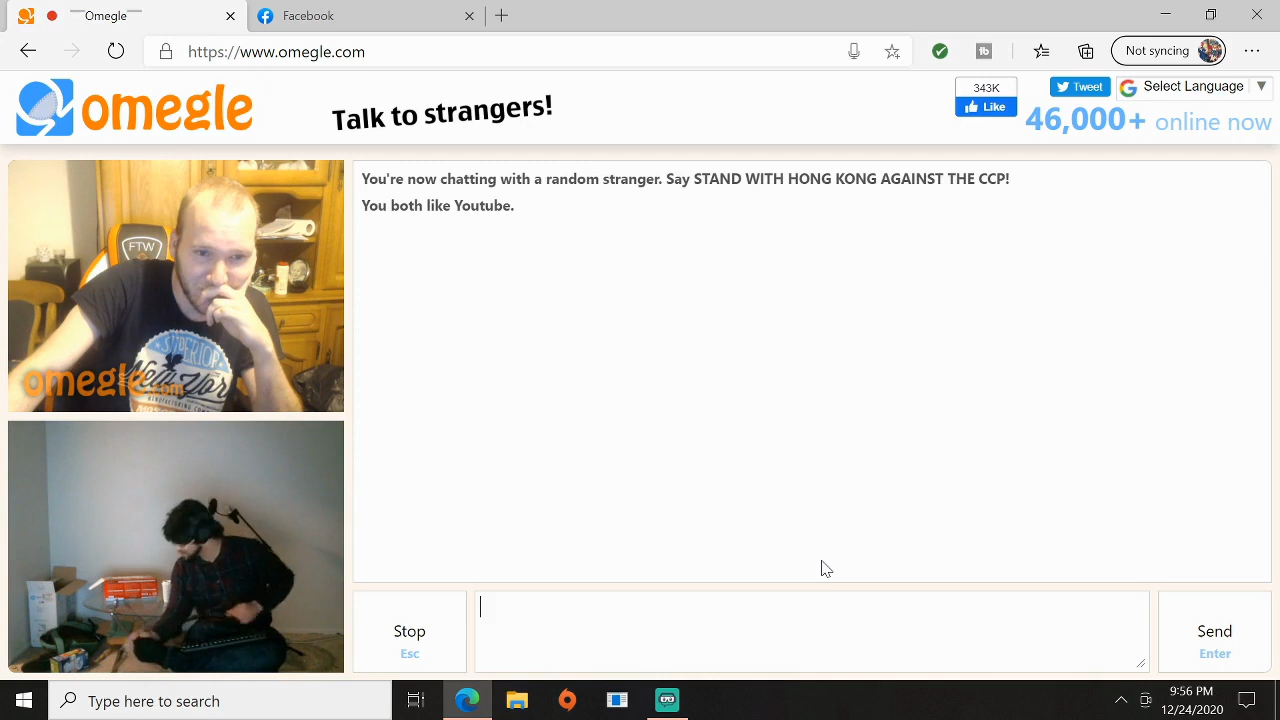 Omegle
Facebook
https://www.omegle.com
Not syncing
omegle
Talk to strangers!
343K
Like
Tweet
Select Language
46,000+ online now
You're now chatting with a random stranger. Say STAND WITH HONG KONG AGAINST THE CCP!
You both like Youtube.
FTW
SUPERIOR
New York
omegle.com
Stop
Esc
Send
Enter
Type here to search
9:56 PM
12/24/2020